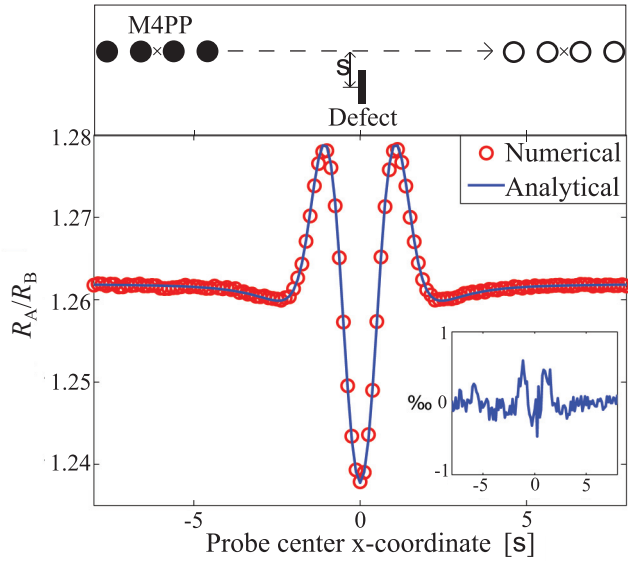 M4PP
S
Defect
1.28
1.27
1.26
1.25
1.24
R_A/R_B
Numerical
Analytical
1
0
-1
‰
-5
0
5
-5
0
5
Probe center x-coordinate [s]